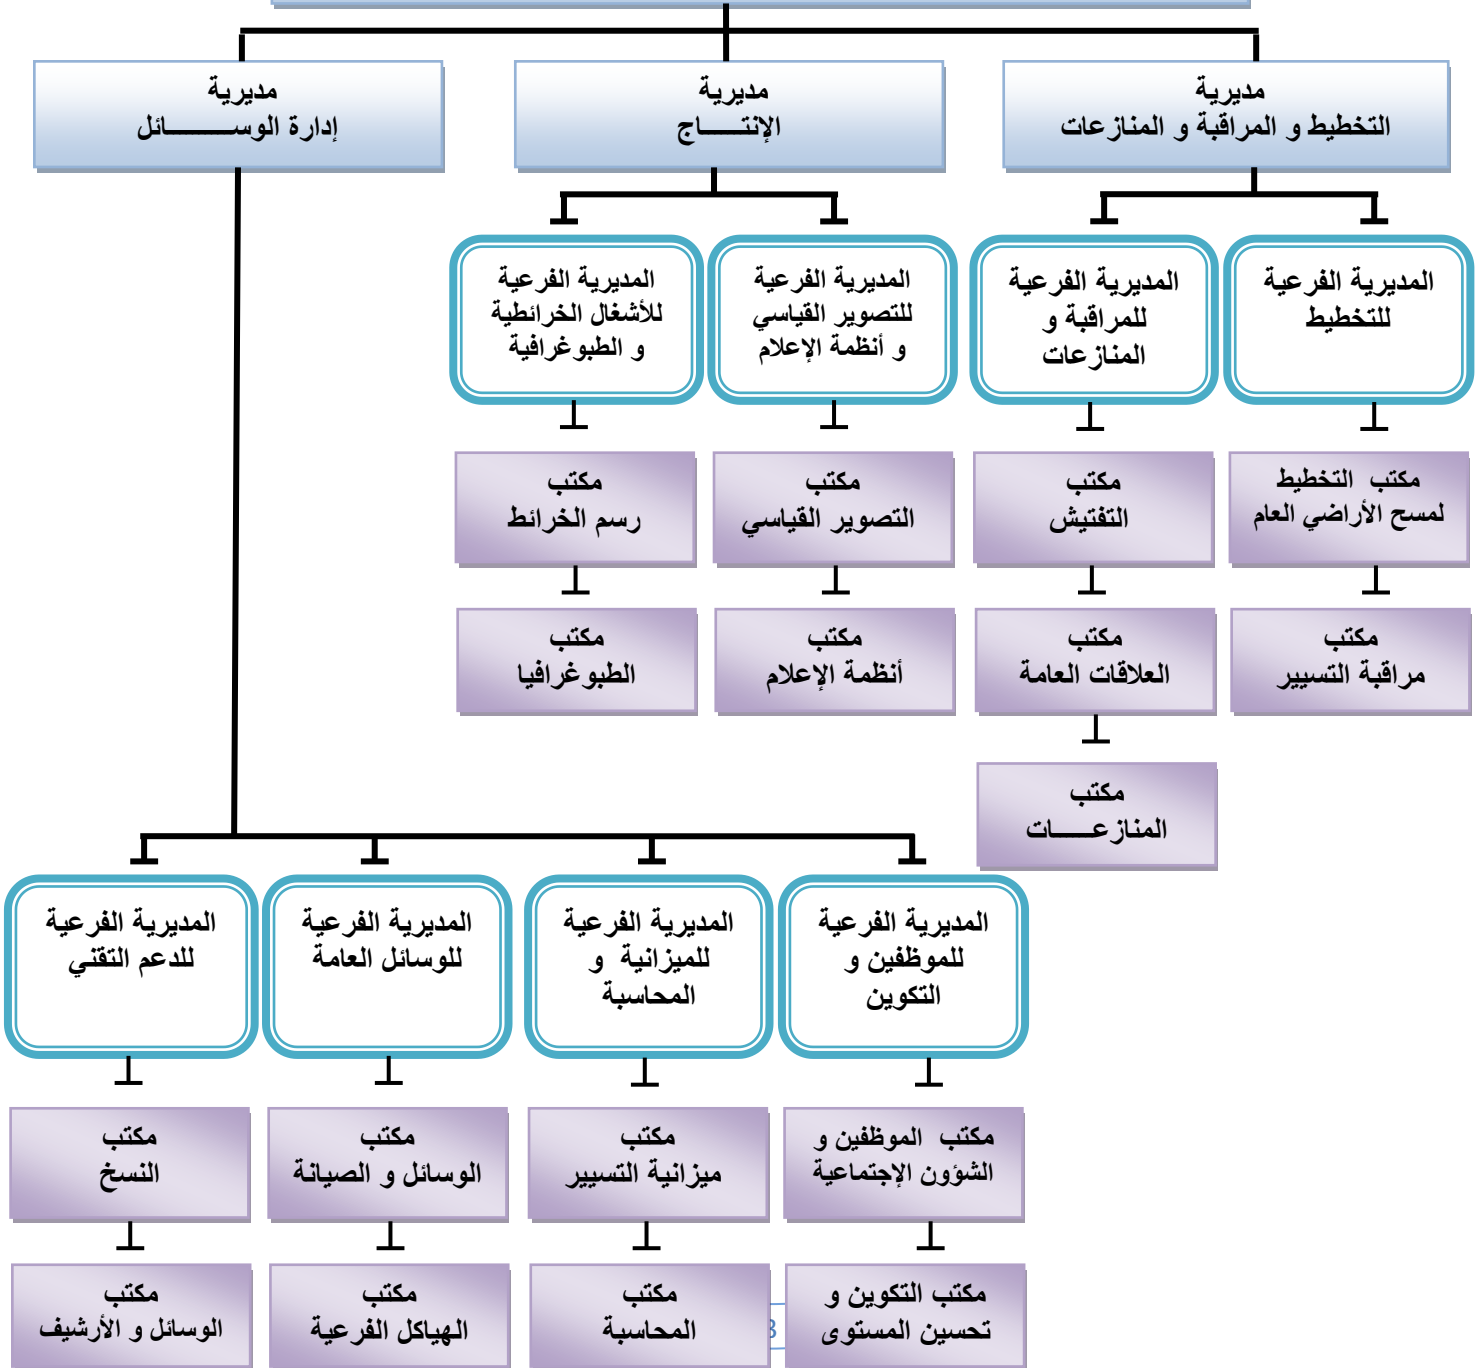 مديرية
التخطيط و المراقبة و المنازعات
مديرية
الإنتـــــاج
مديرية
إدارة الوســـــــــائل
المديرية الفرعية
للتخطيط
المديرية الفرعية
للمراقبة و
المنازعات
المديرية الفرعية
للتصوير القياسي
و أنظمة الإعلام
المديرية الفرعية
للأشغال الخرائطية
و الطبوغرافية
مكتب التخطيط
لمسح الأراضي العام
مكتب
التفتيش
مكتب
التصوير القياسي
مكتب
رسم الخرائط
مكتب
مراقبة التسيير
مكتب
العلاقات العامة
مكتب
أنظمة الإعلام
مكتب
الطبوغرافيا
مكتب
المنازعـــــات
المديرية الفرعية
للموظفين و
التكوين
المديرية الفرعية
للميزانية و
المحاسبة
المديرية الفرعية
للوسائل العامة
المديرية الفرعية
للدعم التقتي
مكتب الموظفين و
الشؤون الإجتماعية
مكتب
ميزانية التسيير
مكتب
الوسائل و الصيانة
مكتب
النسخ
مكتب التكوين و
تحسين المستوى
مكتب
المحاسبة
مكتب
الهياكل الفرعية
مكتب
الوسائل و الأرشيف